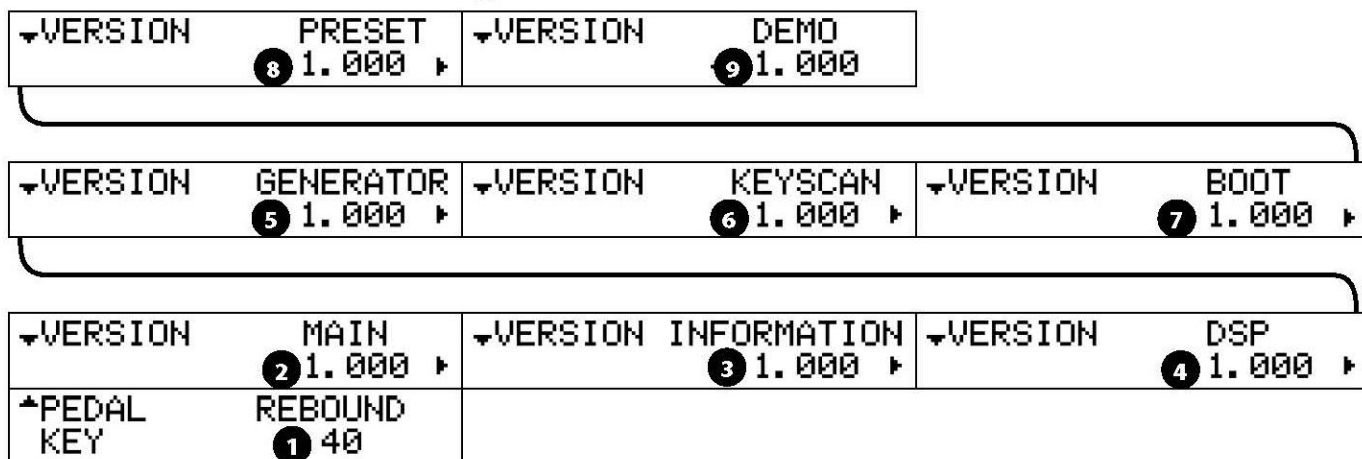 VERSION PRESET
8 1.000
VERSION DEMO
9 1.000
VERSION GENERATOR
5 1.000
VERSION KEYSCAN
6 1.000
VERSION BOOT
7 1.000
VERSION MAIN
2 1.000
VERSION INFORMATION
3 1.000
VERSION DSP
4 1.000
PEDAL REBOUND
KEY 1 40